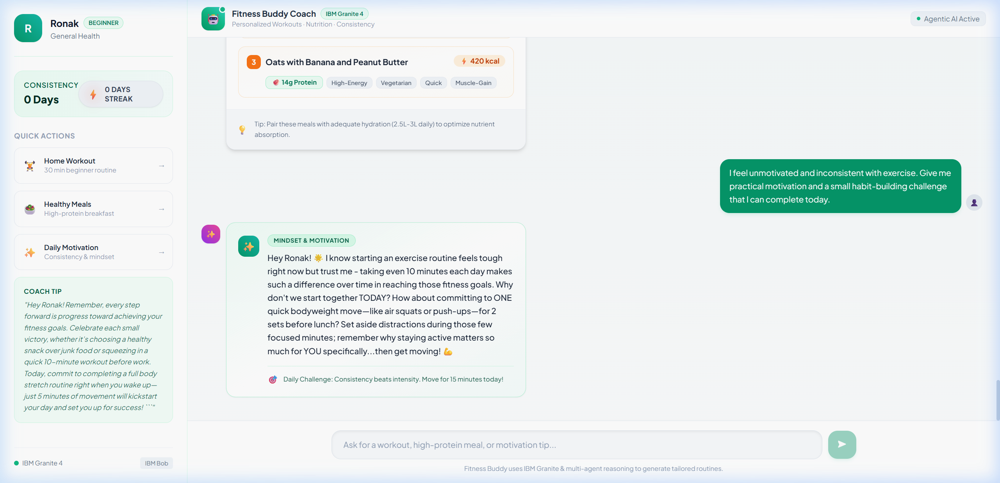 R
Ronak
BEGINNER
General Health
CONSISTENCY
0 Days
0 DAYS
STREAK
QUICK ACTIONS
Home Workout
30 min beginner routine
→
Healthy Meals
High-protein breakfast
→
Daily Motivation
Consistency & mindset
→
COACH TIP
"Hey Ronak! Remember, every step
forward is progress toward achieving your
fitness goals. Celebrate each small
victory, whether it's choosing a healthy
snack over junk food or squeezing in a
quick 10-minute workout before work.
Today, commit to completing a full body
stretch routine right when you wake up—
just 5 minutes of movement will kickstart
your day and set you up for success! ```"
IBM Granite 4
IBM Bob
Fitness Buddy Coach
IBM Granite 4
Personalized Workouts · Nutrition · Consistency
Agentic AI Active
3
Oats with Banana and Peanut Butter
420 kcal
14g Protein
High-Energy
Vegetarian
Quick
Muscle-Gain
Tip: Pair these meals with adequate hydration (2.5L-3L daily) to optimize nutrient
absorption.
I feel unmotivated and inconsistent with exercise. Give me
practical motivation and a small habit-building challenge
that I can complete today.
MINDSET & MOTIVATION
Hey Ronak! 🌟 I know starting an exercise routine feels tough
right now but trust me - taking even 10 minutes each day makes
such a difference over time in reaching those fitness goals. Why
don't we start together TODAY? How about committing to ONE
quick bodyweight move—like air squats or push-ups—for 2
sets before lunch? Set aside distractions during those few
focused minutes; remember why staying active matters so
much for YOU specifically...then get moving! 💪
Daily Challenge: Consistency beats intensity. Move for 15 minutes today!
Ask for a workout, high-protein meal, or motivation tip...
Fitness Buddy uses IBM Granite & multi-agent reasoning to generate tailored routines.